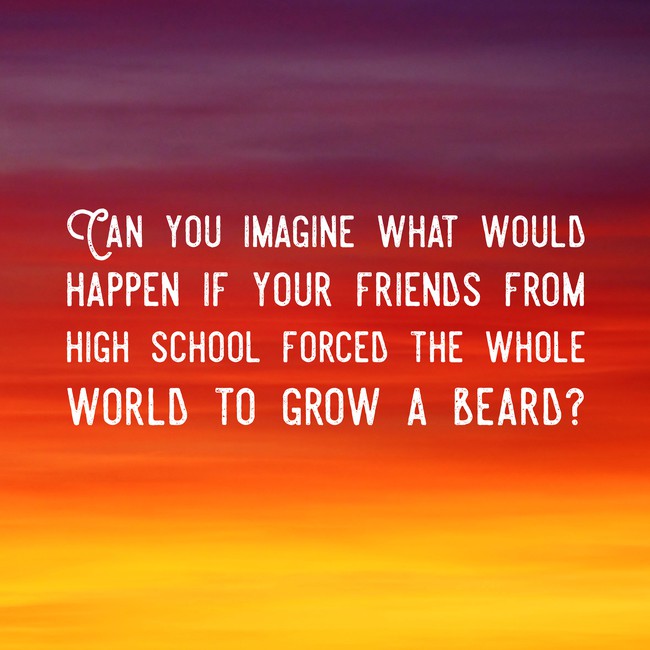 Can you imagine what would
happen if your friends from
high school forced the whole
world to grow a beard?